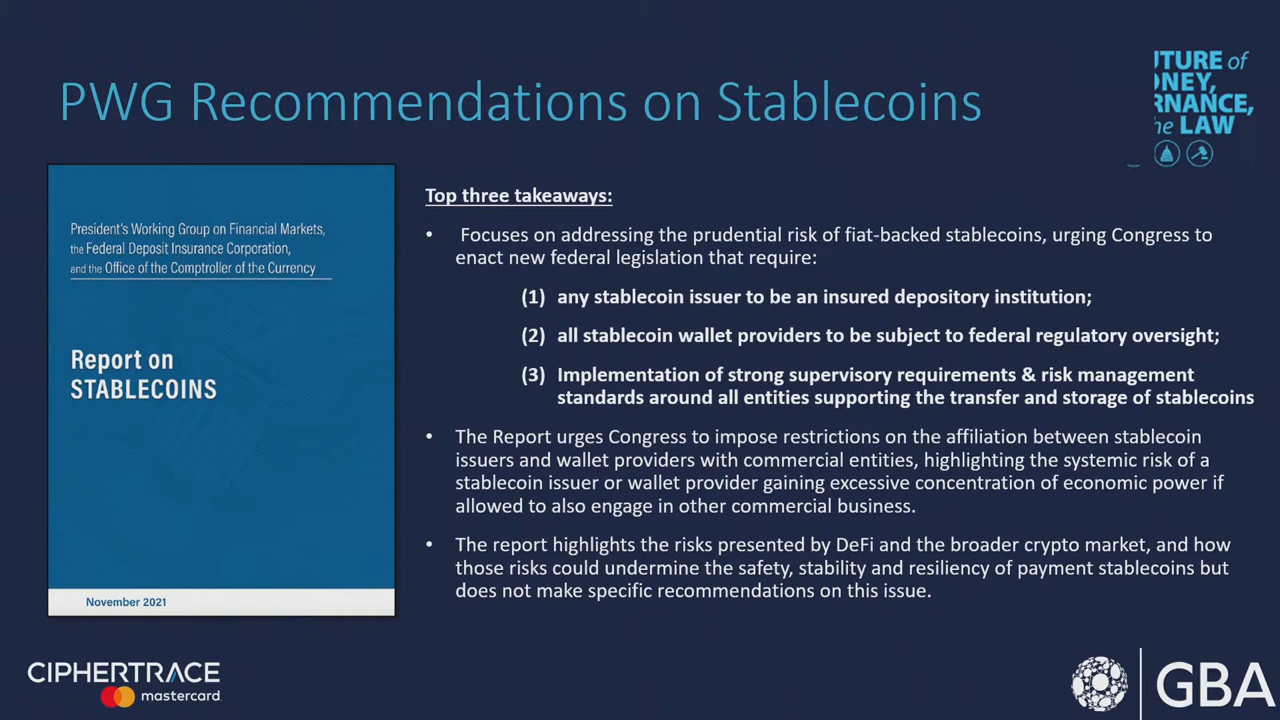 PWG Recommendations on Stablecoins
UTURE of
ONEY,
RNANCE,
he LAW
President's Working Group on Financial Markets,
the Federal Deposit Insurance Corporation,
and the Office of the Comptroller of the Currency
Report on
STABLECOINS
November 2021
Top three takeaways:
• Focuses on addressing the prudential risk of fiat-backed stablecoins, urging Congress to
enact new federal legislation that require:
(1) any stablecoin issuer to be an insured depository institution;
(2) all stablecoin wallet providers to be subject to federal regulatory oversight;
(3) Implementation of strong supervisory requirements & risk management
standards around all entities supporting the transfer and storage of stablecoins
• The Report urges Congress to impose restrictions on the affiliation between stablecoin
issuers and wallet providers with commercial entities, highlighting the systemic risk of a
stablecoin issuer or wallet provider gaining excessive concentration of economic power if
allowed to also engage in other commercial business.
• The report highlights the risks presented by DeFi and the broader crypto market, and how
those risks could undermine the safety, stability and resiliency of payment stablecoins but
does not make specific recommendations on this issue.
CIPHERTRACE
mastercard
GBA